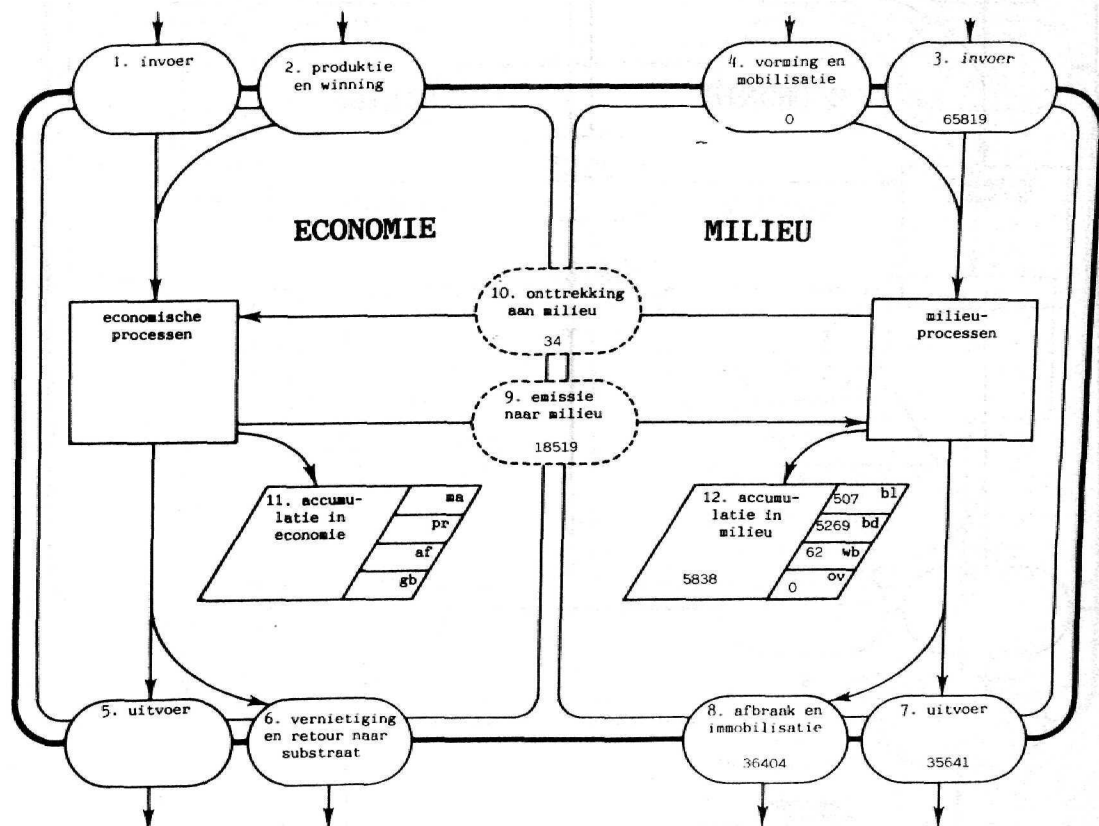 1. invoer
2. produktie
en winning
4. vorming en
mobilisatie
0
3. invoer
65819
ECONOMIE
MILIEU
10. onttrekking
aan milieu
34
economische
processen
milieu-
processen
9. emissie
naar milieu
18519
11. accumu-
latie in
economie
ma
pr
af
gb
12. accumu-
latie in
milieu
5838
507 bl
5269 bd
62 wb
0 ov
5. uitvoer
6. vernietiging
en retour naar
substraat
8. afbrank en
immobilisatie
36404
7. uitvoer
35641